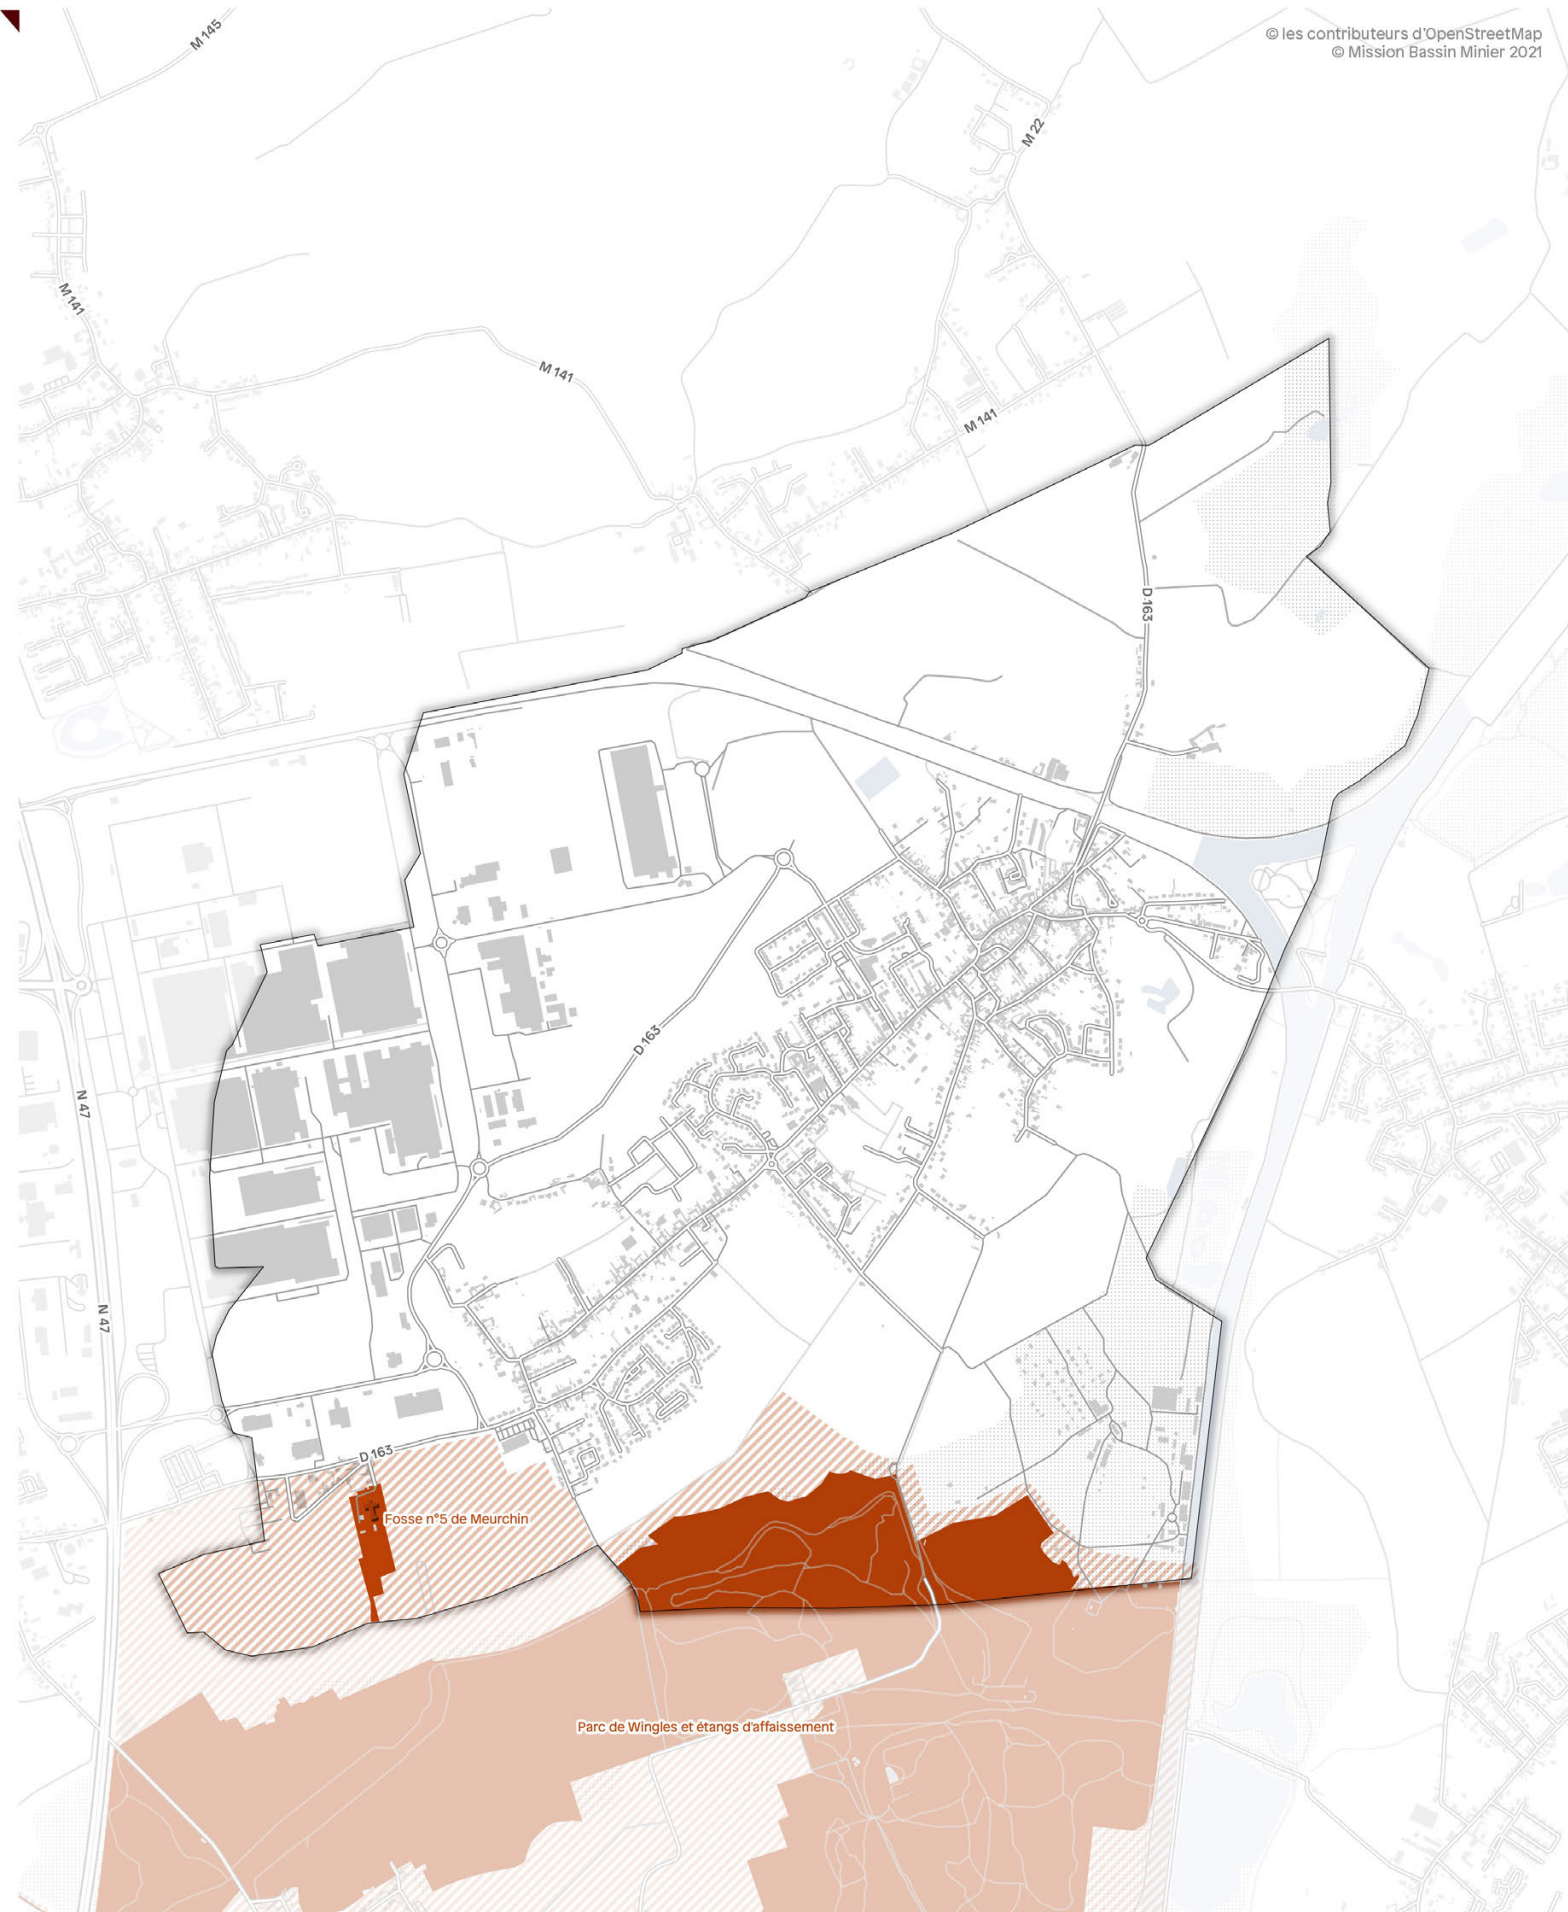 © les contributeurs d'OpenStreetMap
© Mission Bassin Minier 2021
M 145
M 22
M 141
M 141
M 141
D 163
D 163
N 47
N 47
D 163
Fosse n°5 de Meurchin
Parc de Wingles et étangs d'affaissement